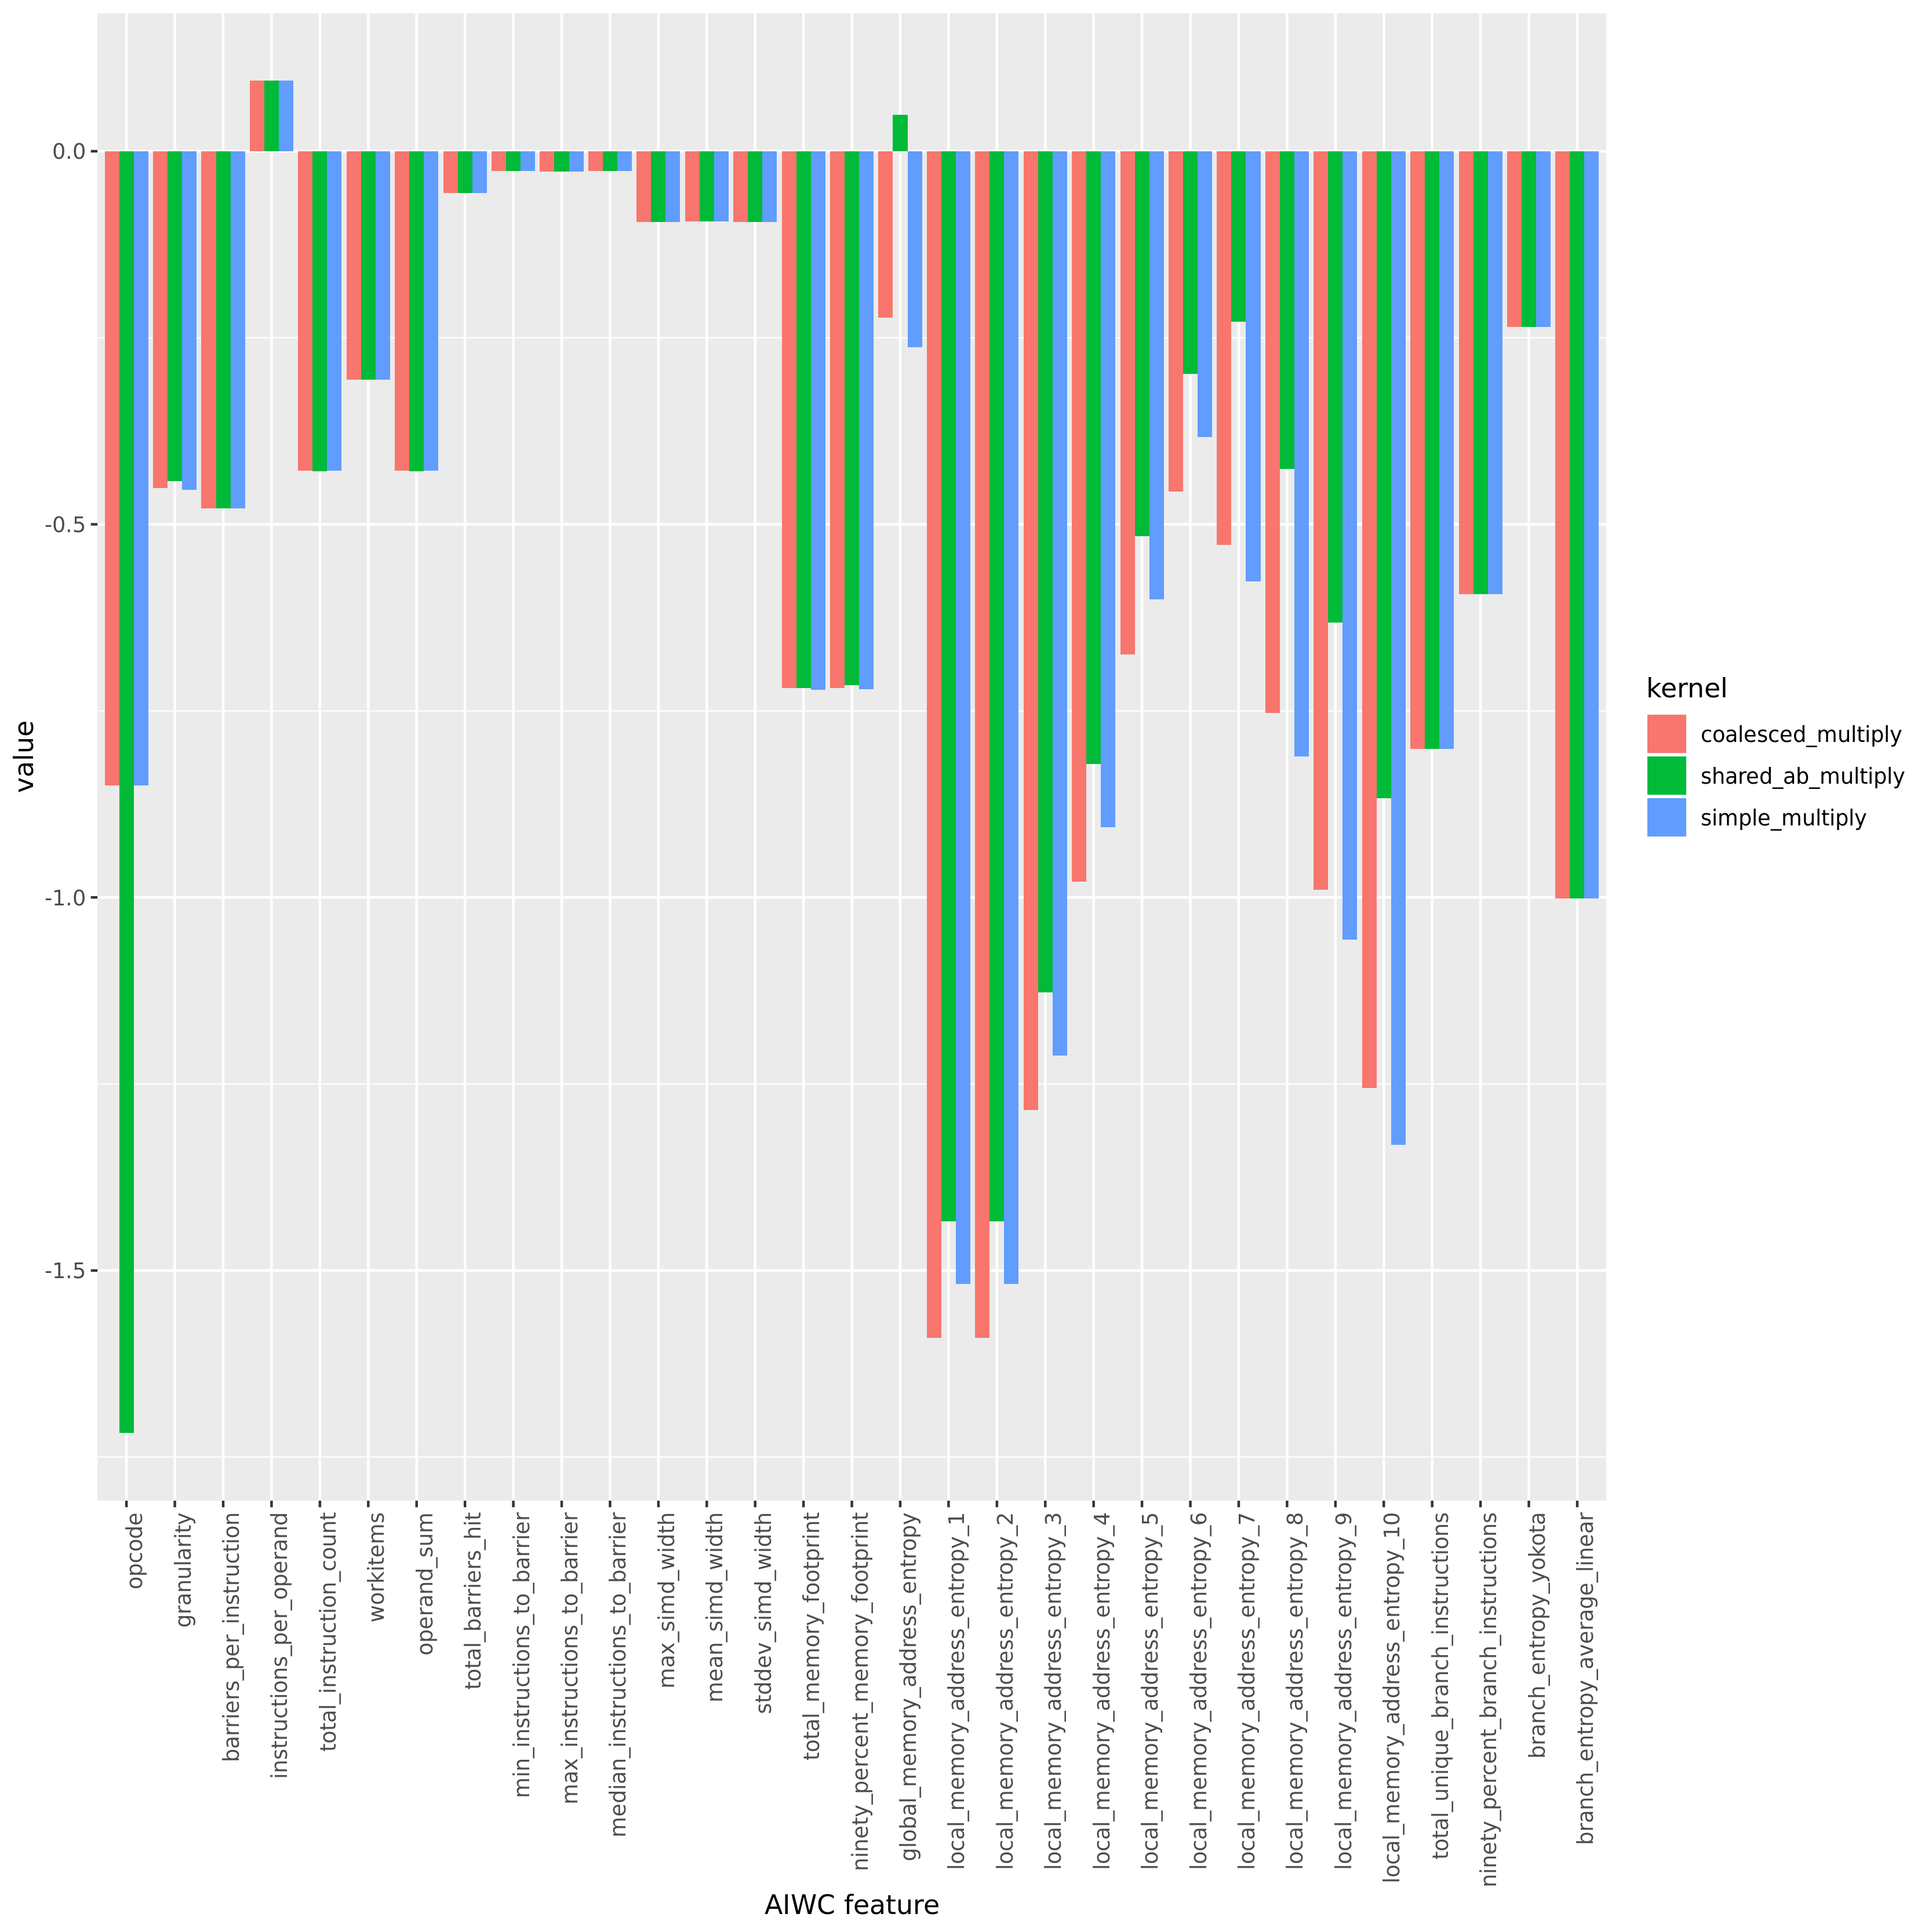 0.0
-0.5
-1.0
-1.5
value
opcode
granularity
barriers_per_instruction
instructions_per_operand
total_instruction_count
workitems
operand_sum
total_barriers_hit
min_instructions_to_barrier
max_instructions_to_barrier
median_instructions_to_barrier
max_simd_width
mean_simd_width
stddev_simd_width
total_memory_footprint
ninety_percent_memory_footprint
global_memory_address_entropy
local_memory_address_entropy_1
local_memory_address_entropy_2
local_memory_address_entropy_3
local_memory_address_entropy_4
local_memory_address_entropy_5
local_memory_address_entropy_6
local_memory_address_entropy_7
local_memory_address_entropy_8
local_memory_address_entropy_9
local_memory_address_entropy_10
total_unique_branch_instructions
ninety_percent_branch_instructions
branch_entropy_yokota
branch_entropy_average_linear
AIWC feature
kernel
coalesced_multiply
shared_ab_multiply
simple_multiply